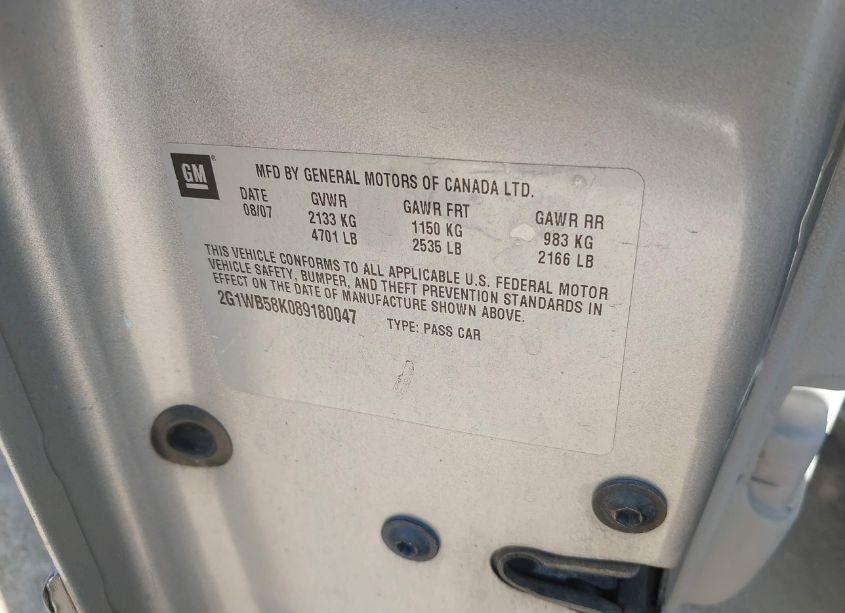 GM®
MFD BY GENERAL MOTORS OF CANADA LTD.
DATE GVWR GAWR FRT GAWR RR
08/07 2133 KG 1150 KG 983 KG
4701 LB 2535 LB 2166 LB
THIS VEHICLE CONFORMS TO ALL APPLICABLE U.S. FEDERAL MOTOR
VEHICLE SAFETY, BUMPER, AND THEFT PREVENTION STANDARDS IN
EFFECT ON THE DATE OF MANUFACTURE SHOWN ABOVE.
2G1WB58K089180047 TYPE: PASS CAR